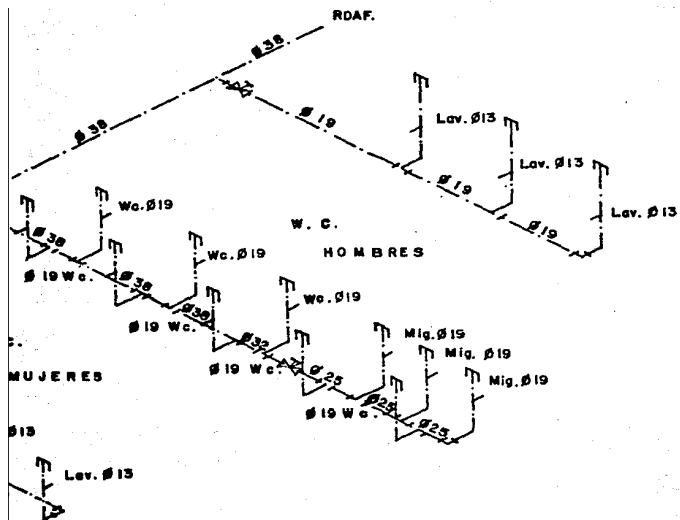 RDAF.
Ø38
Ø38
Ø19
Lav. Ø13
Lav. Ø13
Ø19
Lav. Ø13
Ø19
Wc. Ø19
W. C.
HOMBRES
Ø38
Wc. Ø19
Ø19 Wc.
Ø38
Wc. Ø19
Ø19 Wc.
Ø38
Ø32
Mig. Ø19
Mig. Ø19
Mig. Ø19
Ø19 Wc.
Ø25
Ø19 Wc.
Ø25
Ø25
C.
MUJERES
Ø13
Lav. Ø13